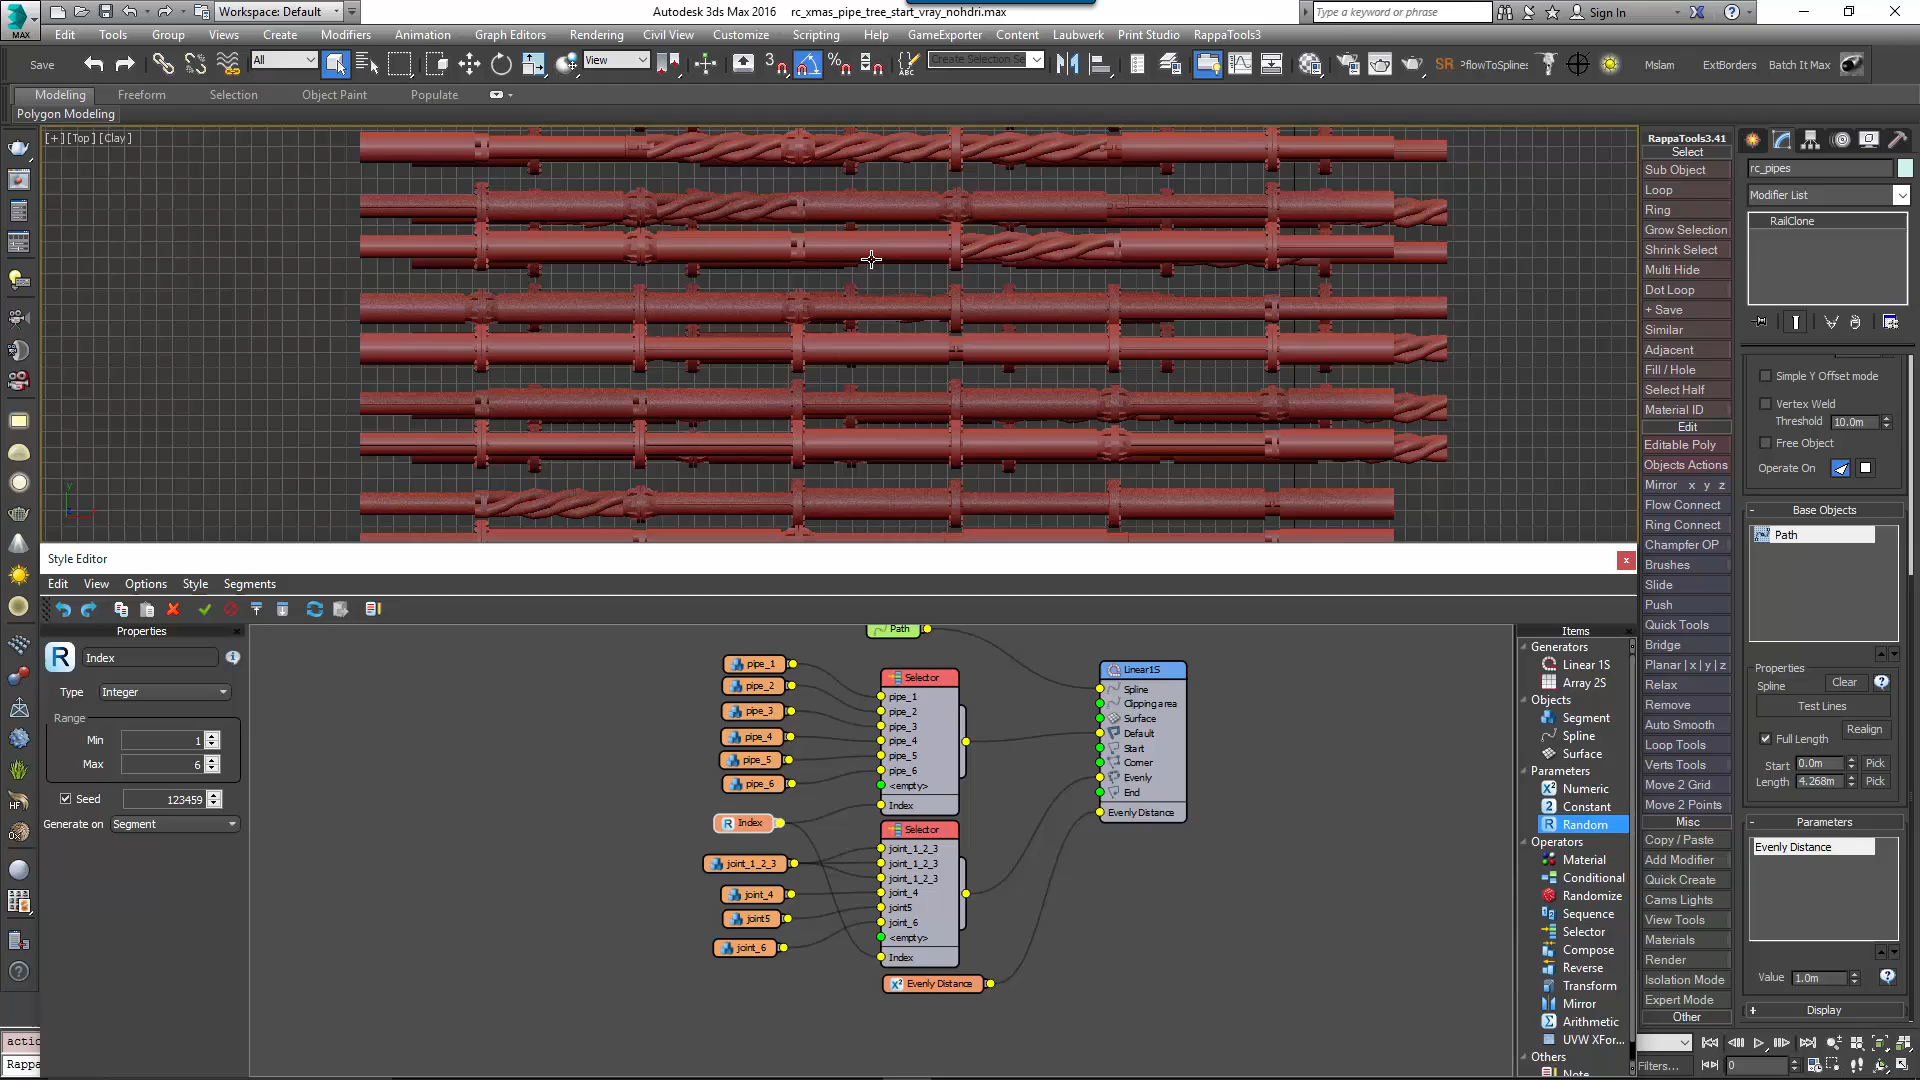 MAX
Workspace: Default
Autodesk 3ds Max 2016
rc_xmas_pipe_tree_start_vray_nohdri.max
Type a keyword or phrase
Sign In
Edit
Tools
Group
Views
Create
Modifiers
Animation
Graph Editors
Rendering
Civil View
Customize
Scripting
Help
GameExporter
Content
Laubwerk
Print Studio
RappaTools3
Save
All
View
3
Create Selection Se
SR
PflowToSplines
Mslam
ExtBorders
Batch It Max
Modeling
Freeform
Selection
Object Paint
Populate
Polygon Modeling
[+] [Top] [Clay]
y
RappaTools3.41
Select
Sub Object
Loop
Ring
Grow Selection
Shrink Selection
Multi Hide
Dot Loop
+ Save
Similar
Adjacent
Fill / Hole
Select Half
Material ID
Edit
Editable Poly
Objects Actions
Mirror x y z
Flow Connect
Ring Connect
Champfer OP
Brushes
Slide
Push
Quick Tools
Bridge
Planar | x | y | z
Relax
Remove
Auto Smooth
Loop Tools
Verts Tools
Move 2 Grid
Move 2 Points
Misc
Copy / Paste
Add Modifier
Quick Create
Cams Lights
View Tools
Materials
Render
Isolation Mode
Expert Mode
Other
rc_pipes
Modifier List
RailClone
Simple Y Offset mode
Vertex Weld
Threshold 10.0m
Free Object
Operate On
- Base Objects
Path
Properties
Spline
Clear
Test Lines
Full Length
Realign
Start 0.0m Pick
Length 4.268m Pick
- Parameters
Evenly Distance
Value 1.0m
+ Display
Style Editor
x
Edit
View
Options
Style
Segments
Properties
R
Index
Type Integer
Range
Min 1
Max 6
Seed 123459
Generate on Segment
Path
pipe_1
pipe_2
pipe_3
pipe_4
pipe_5
pipe_6
R Index
joint_1_2_3
joint_4
joint5
joint_6
Selector
pipe_1
pipe_2
pipe_3
pipe_4
pipe_5
pipe_6
<empty>
Index
Selector
joint_1_2_3
joint_1_2_3
joint_1_2_3
joint_4
joint5
joint_6
<empty>
Index
Evenly Distance
Linear1S
Spline
Clipping area
Surface
Default
Start
Corner
Evenly
End
Evenly Distance
Items
Generators
Linear 1S
Array 2S
Objects
Segment
Spline
Surface
Parameters
Numeric
Constant
Random
Operators
Material
Conditional
Randomize
Sequence
Selector
Compose
Reverse
Transform
Mirror
Arithmetic
UVW XFor...
Others
Note
HF
actic
Rappa
Filters...
0